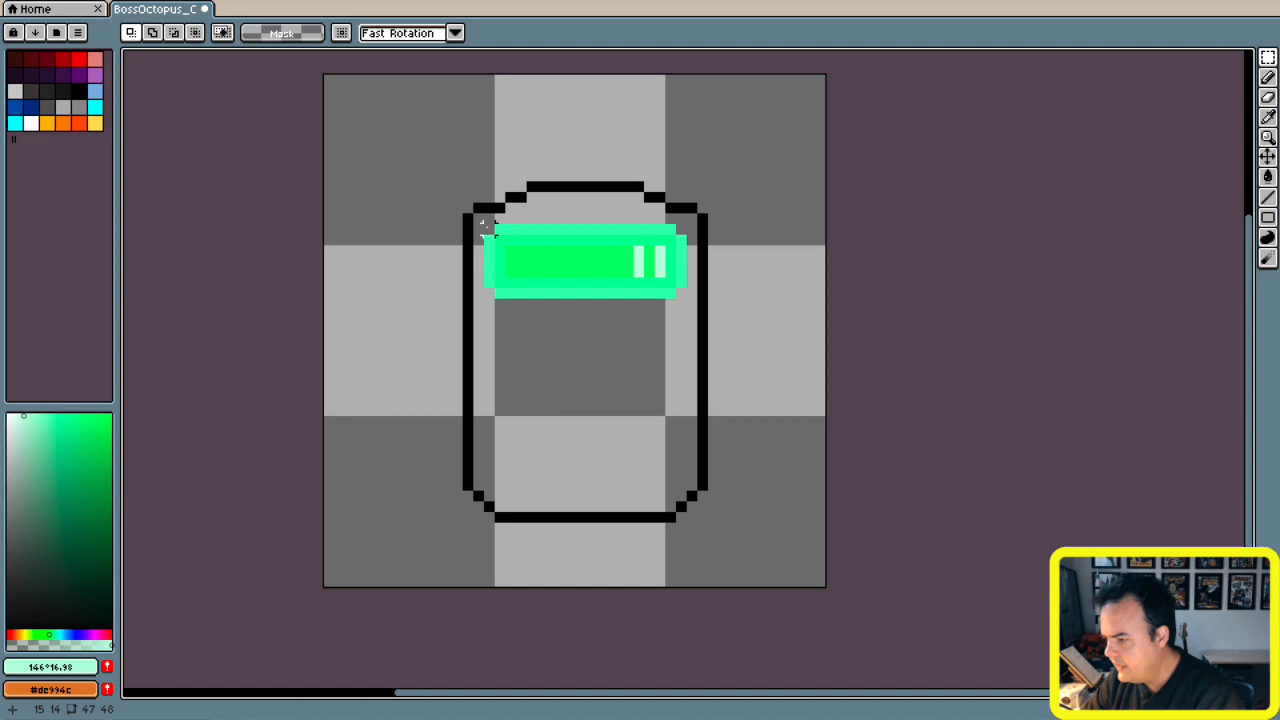 Home
BossOctopus_C
Mask
Fast Rotation
146°16.98
#dc994c
15 14 47 48